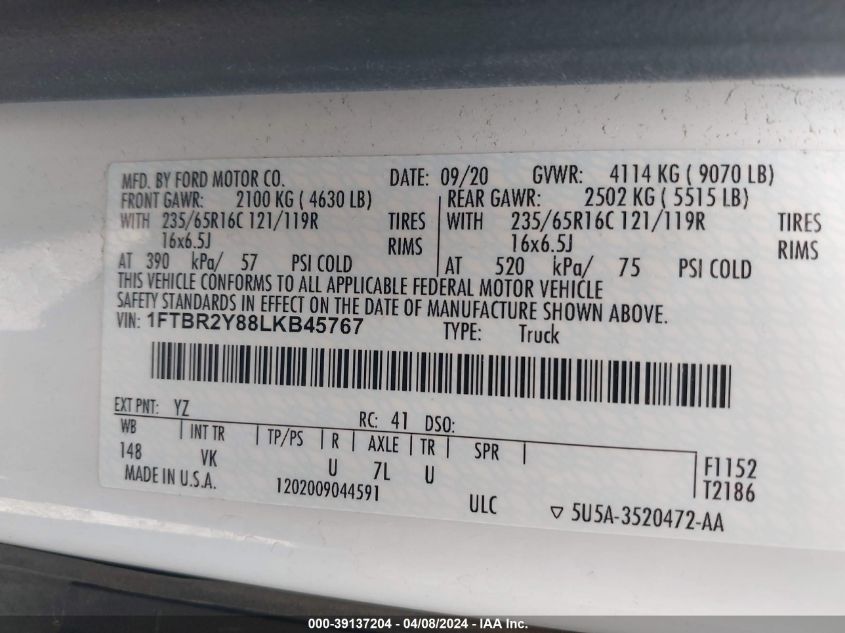 MFD. BY FORD MOTOR CO. DATE: 09/20 GVWR: 4114 KG ( 9070 LB)
FRONT GAWR: 2100 KG ( 4630 LB) REAR GAWR: 2502 KG ( 5515 LB)
WITH 235/65R16C 121/119R TIRES WITH 235/65R16C 121/119R TIRES
16x6.5J RIMS 16x6.5J RIMS
AT 390 kPa/ 57 PSI COLD AT 520 kPa/ 75 PSI COLD
THIS VEHICLE CONFORMS TO ALL APPLICABLE FEDERAL MOTOR VEHICLE
SAFETY STANDARDS IN EFFECT ON THE DATE OF MANUFACTURE SHOWN ABOVE.
VIN: 1FTBR2Y88LKB45767 TYPE: Truck
EXT PNT: YZ RC: 41 DSO:
WB INT TR TP/PS R AXLE TR SPR
148 VK U 7L U F1152
T2186
MADE IN U.S.A. 1202009044591 ULC ▽ 5U5A-3520472-AA
000-39137204 - 04/08/2024 - IAA Inc.